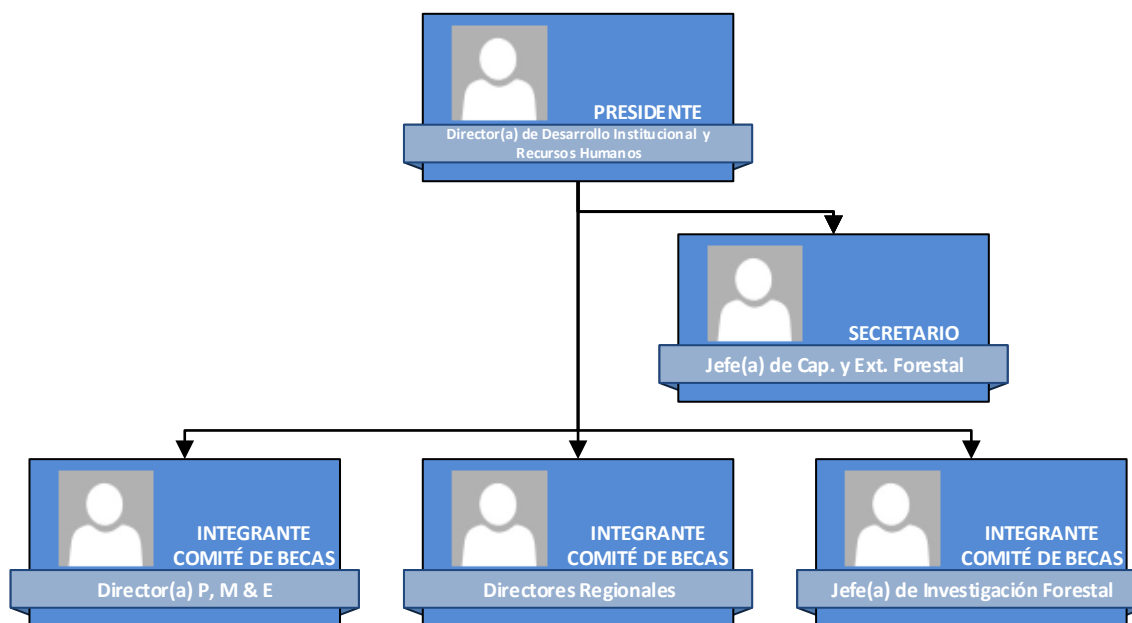 PRESIDENTE
Director(a) de Desarrollo Institucional y
Recursos Humanos
SECRETARIO
Jefe(a) de Cap. y Ext. Forestal
INTEGRANTE
COMITÉ DE BECAS
Director(a) P, M & E
INTEGRANTE
COMITÉ DE BECAS
Directores Regionales
INTEGRANTE
COMITÉ DE BECAS
Jefe(a) de Investigación Forestal